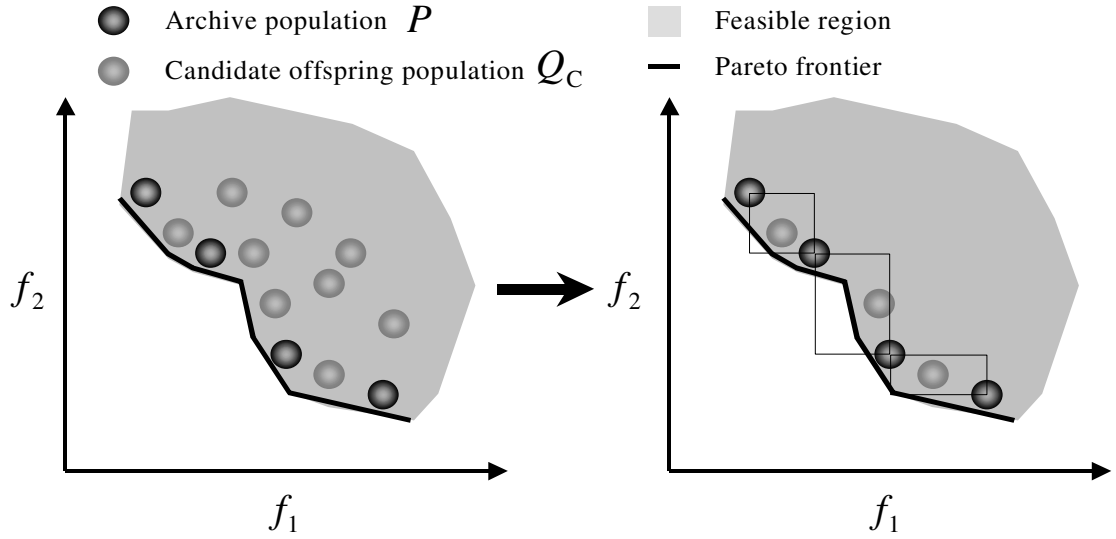 Archive population P
Candidate offspring population Q_C
Feasible region
Pareto frontier
f_2
f_1
f_2
f_1